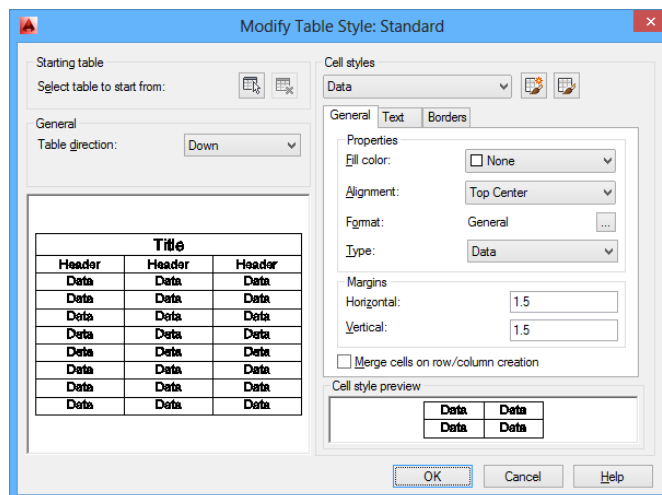 Modify Table Style: Standard
Starting table
Select table to start from:
General
Table direction:
Down
Title
Header Header Header
Data Data Data
Data Data Data
Data Data Data
Data Data Data
Data Data Data
Data Data Data
Data Data Data
Data Data Data
Cell styles
Data
General Text Borders
Properties
Fill color:
None
Alignment:
Top Center
Format:
General
...
Type:
Data
Margins
Horizontal:
1.5
Vertical:
1.5
Merge cells on row/column creation
Cell style preview
Data Data
Data Data
OK Cancel Help